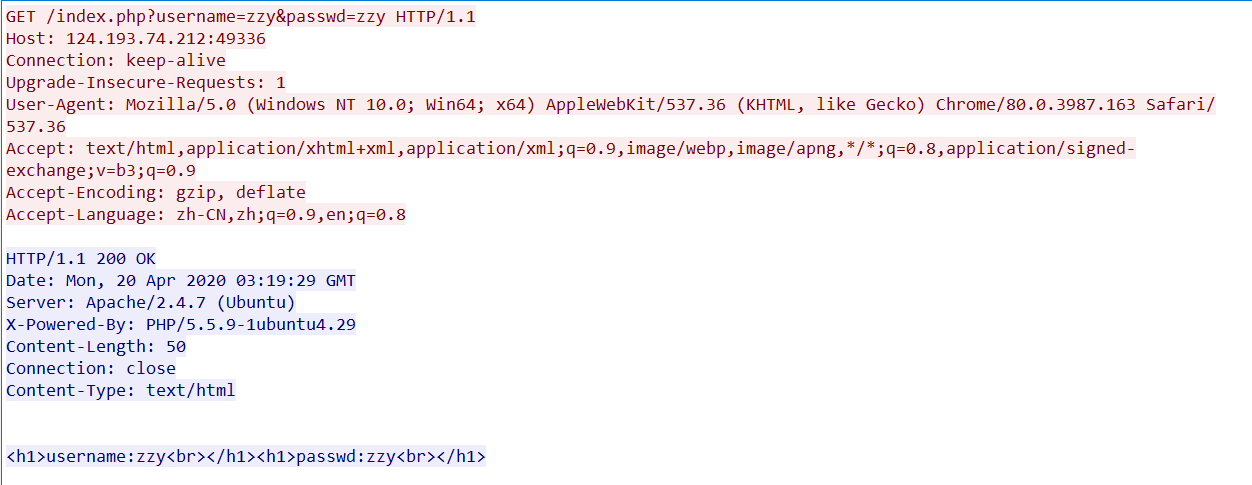 GET /index.php?username=zzy&passwd=zzy HTTP/1.1
Host: 124.193.74.212:49336
Connection: keep-alive
Upgrade-Insecure-Requests: 1
User-Agent: Mozilla/5.0 (Windows NT 10.0; Win64; x64) AppleWebKit/537.36 (KHTML, like Gecko) Chrome/80.0.3987.163 Safari/
537.36
Accept: text/html,application/xhtml+xml,application/xml;q=0.9,image/webp,image/apng,*/*;q=0.8,application/signed-
exchange;v=b3;q=0.9
Accept-Encoding: gzip, deflate
Accept-Language: zh-CN,zh;q=0.9,en;q=0.8
HTTP/1.1 200 OK
Date: Mon, 20 Apr 2020 03:19:29 GMT
Server: Apache/2.4.7 (Ubuntu)
X-Powered-By: PHP/5.5.9-1ubuntu4.29
Content-Length: 50
Connection: close
Content-Type: text/html
<h1>username:zzy<br></h1><h1>passwd:zzy<br></h1>